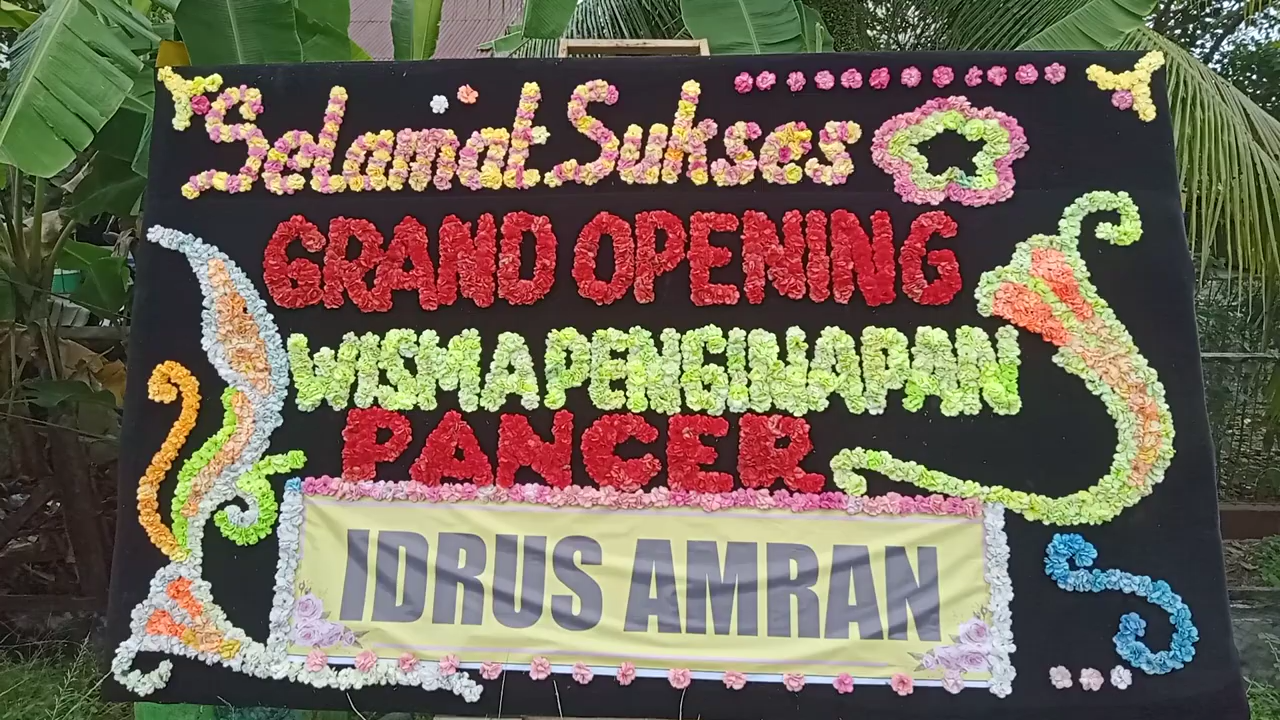 Selamat Sukses
GRAND OPENING
WISMA PENGINAPAN
PANCER
IDRUS AMRAN